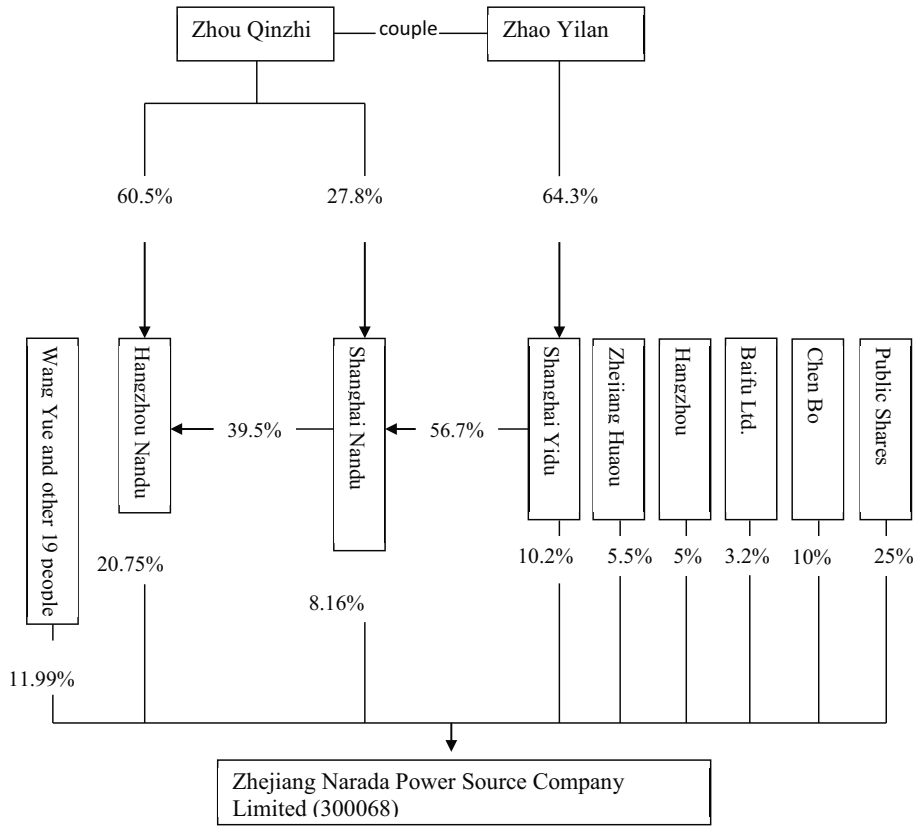 Zhou Qinzhi
couple
Zhao Yilan
60.5%
27.8%
64.3%
Wang Yue and other 19 people
Hangzhou Nandu
Shanghai Nandu
Shanghai Yidu
Zhejiang Huaou
Hangzhou
Baifu Ltd.
Chen Bo
Public Shares
39.5%
56.7%
20.75%
8.16%
10.2%
5.5%
5%
3.2%
10%
25%
11.99%
Zhejiang Narada Power Source Company
Limited (300068)